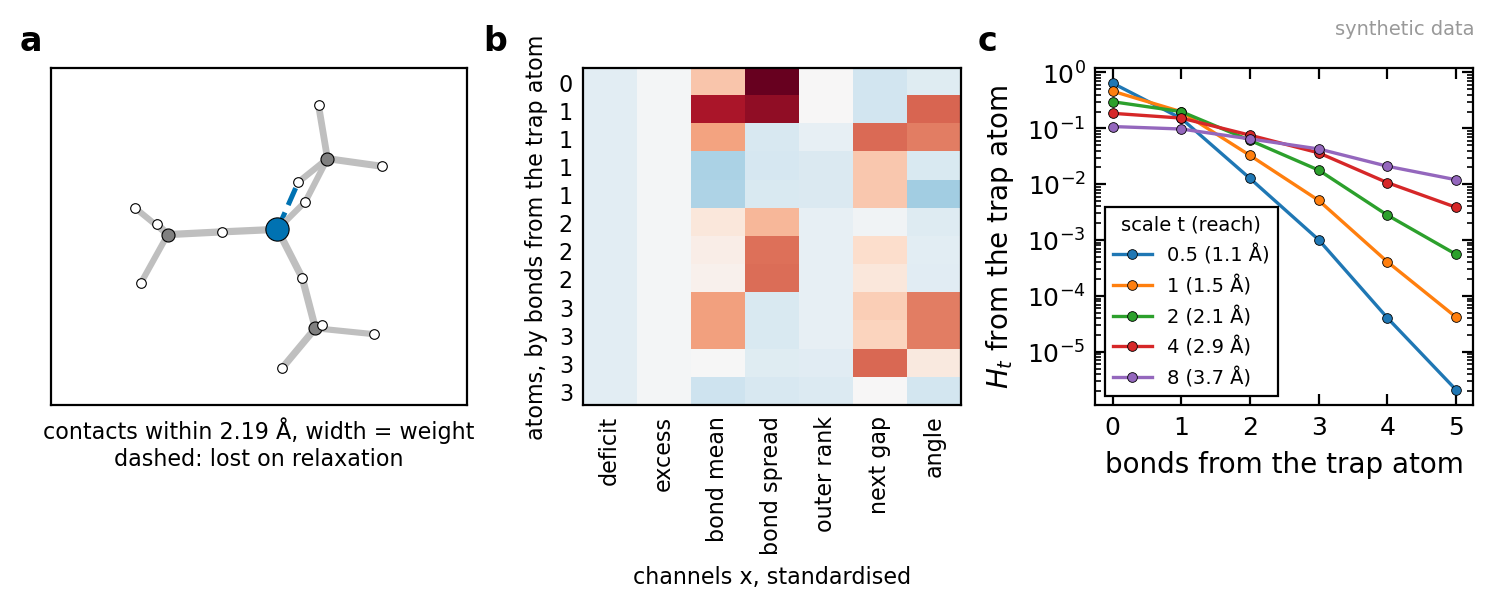 synthetic data
a
contacts within 2.19 Å, width = weight
dashed: lost on relaxation
b
atoms, by bonds from the trap atom
0
1
1
1
1
2
2
2
3
3
3
3
deficit
excess
bond mean
bond spread
outer rank
next gap
angle
channels x, standardised
c
H_t from the trap atom
10^0
10^-1
10^-2
10^-3
10^-4
10^-5
scale t (reach)
0.5 (1.1 Å)
1 (1.5 Å)
2 (2.1 Å)
4 (2.9 Å)
8 (3.7 Å)
0 1 2 3 4 5
bonds from the trap atom